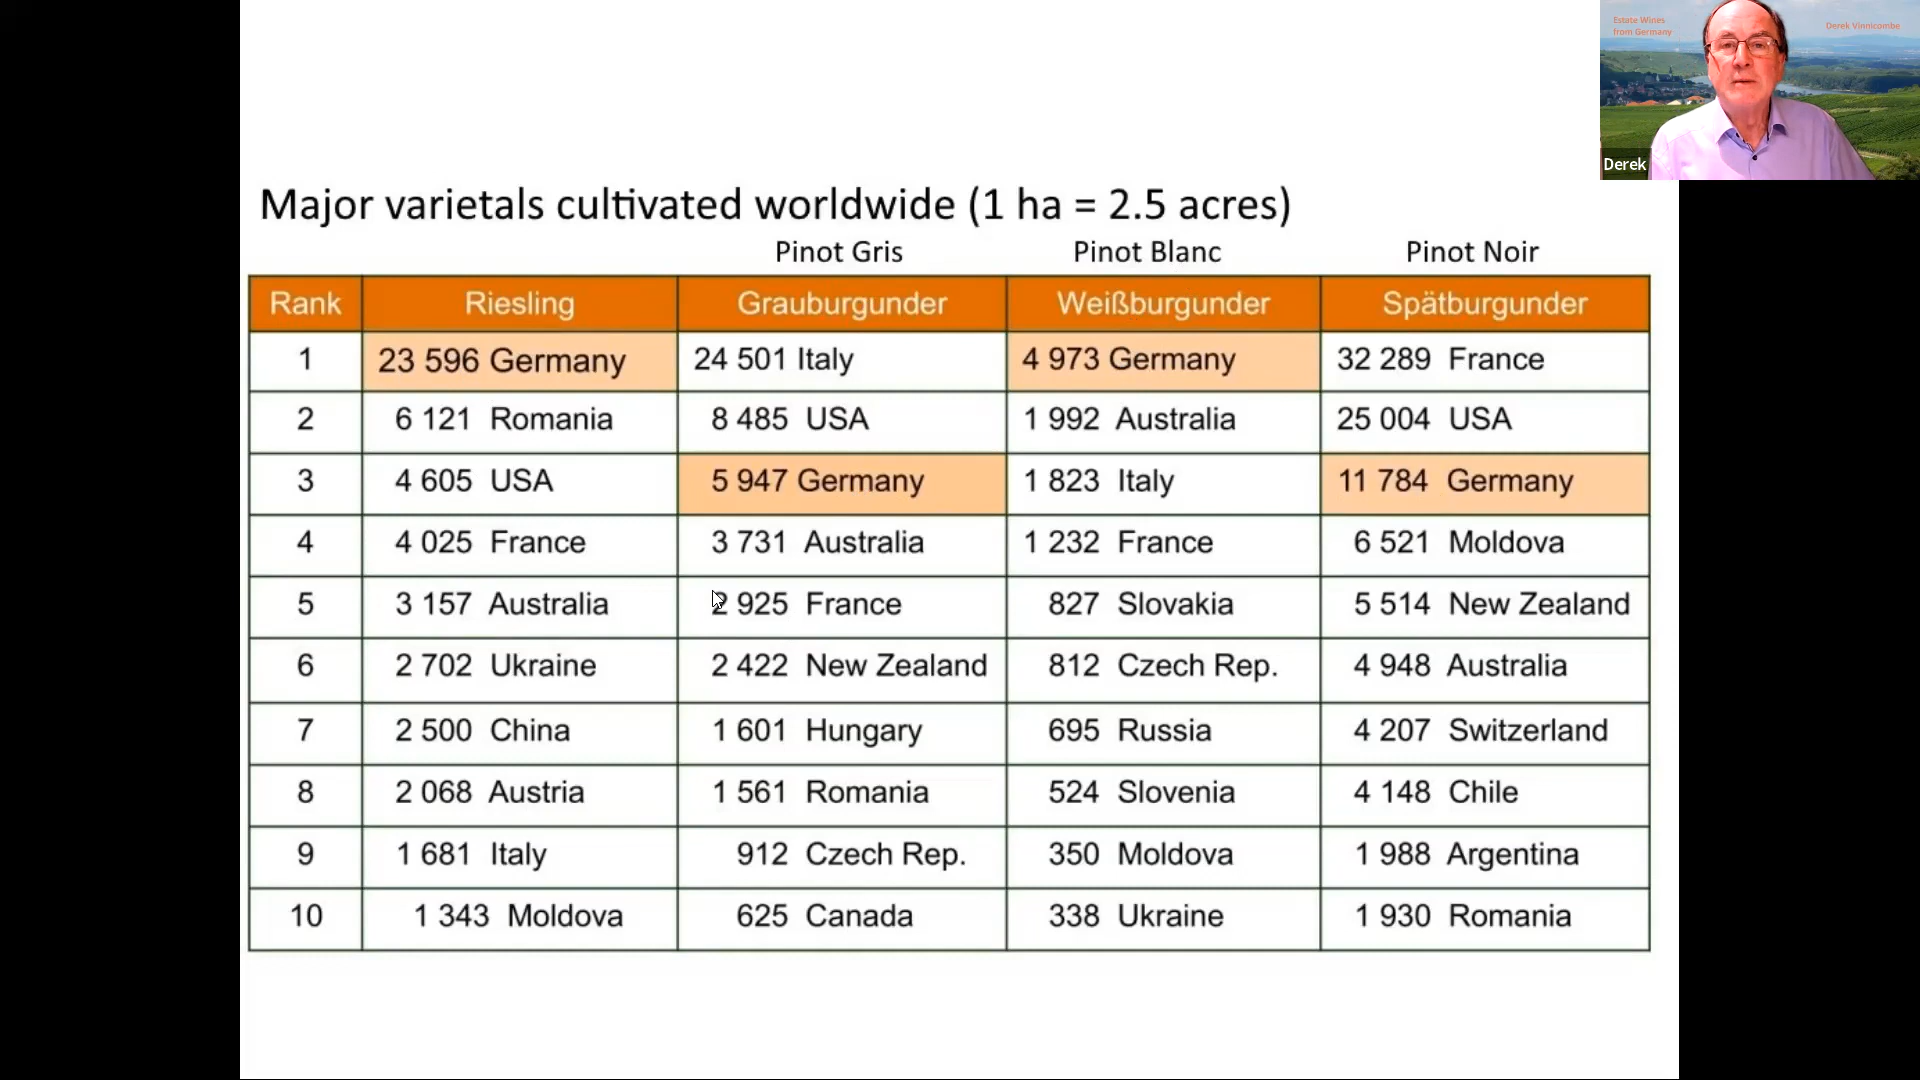 Estate Wines
from Germany
Derek Vinnicombe
Derek
Major varietals cultivated worldwide (1 ha = 2.5 acres)
Pinot Gris Pinot Blanc Pinot Noir
Rank Riesling Grauburgunder Weißburgunder Spätburgunder
1 23 596 Germany 24 501 Italy 4 973 Germany 32 289 France
2 6 121 Romania 8 485 USA 1 992 Australia 25 004 USA
3 4 605 USA 5 947 Germany 1 823 Italy 11 784 Germany
4 4 025 France 3 731 Australia 1 232 France 6 521 Moldova
5 3 157 Australia 2 925 France 827 Slovakia 5 514 New Zealand
6 2 702 Ukraine 2 422 New Zealand 812 Czech Rep. 4 948 Australia
7 2 500 China 1 601 Hungary 695 Russia 4 207 Switzerland
8 2 068 Austria 1 561 Romania 524 Slovenia 4 148 Chile
9 1 681 Italy 912 Czech Rep. 350 Moldova 1 988 Argentina
10 1 343 Moldova 625 Canada 338 Ukraine 1 930 Romania